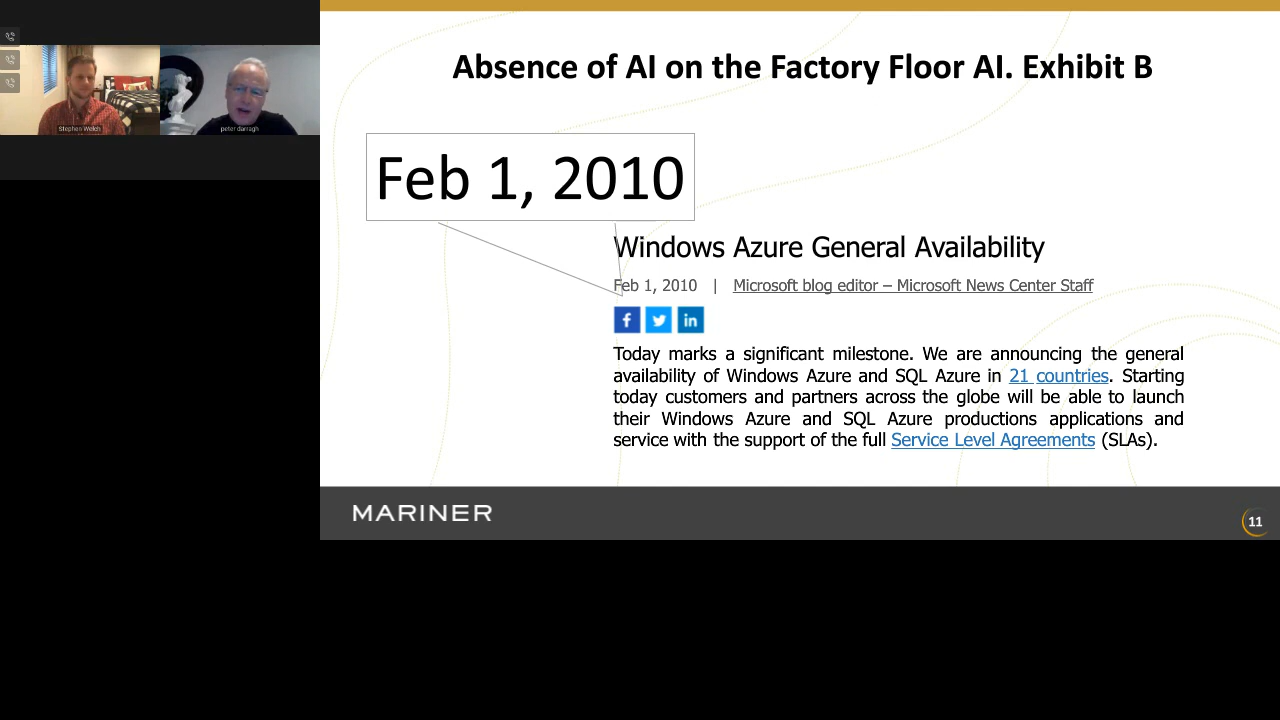 Stephen Welch
peter darragh
Absence of AI on the Factory Floor AI. Exhibit B
Feb 1, 2010
Windows Azure General Availability
Feb 1, 2010 | Microsoft blog editor – Microsoft News Center Staff
Today marks a significant milestone. We are announcing the general
availability of Windows Azure and SQL Azure in 21 countries. Starting
today customers and partners across the globe will be able to launch
their Windows Azure and SQL Azure productions applications and
service with the support of the full Service Level Agreements (SLAs).
MARINER
11